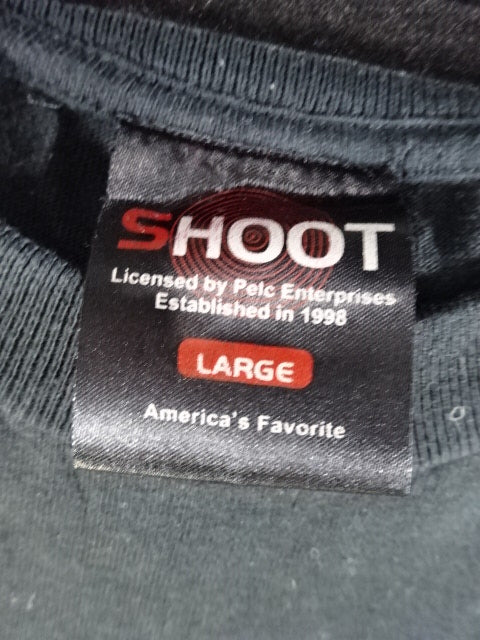 SHOOT
Licensed by Pelc Enterprises
Established in 1998
LARGE
America's Favorite